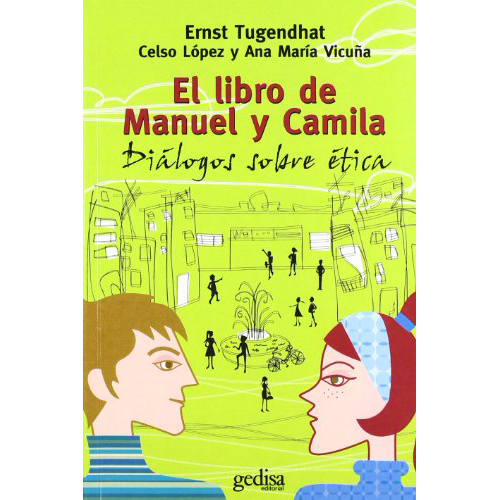 Ernst Tugendhat
Celso López y Ana María Vicuña
El libro de
Manuel y Camila
Diálogos sobre ética
gedisa
editorial